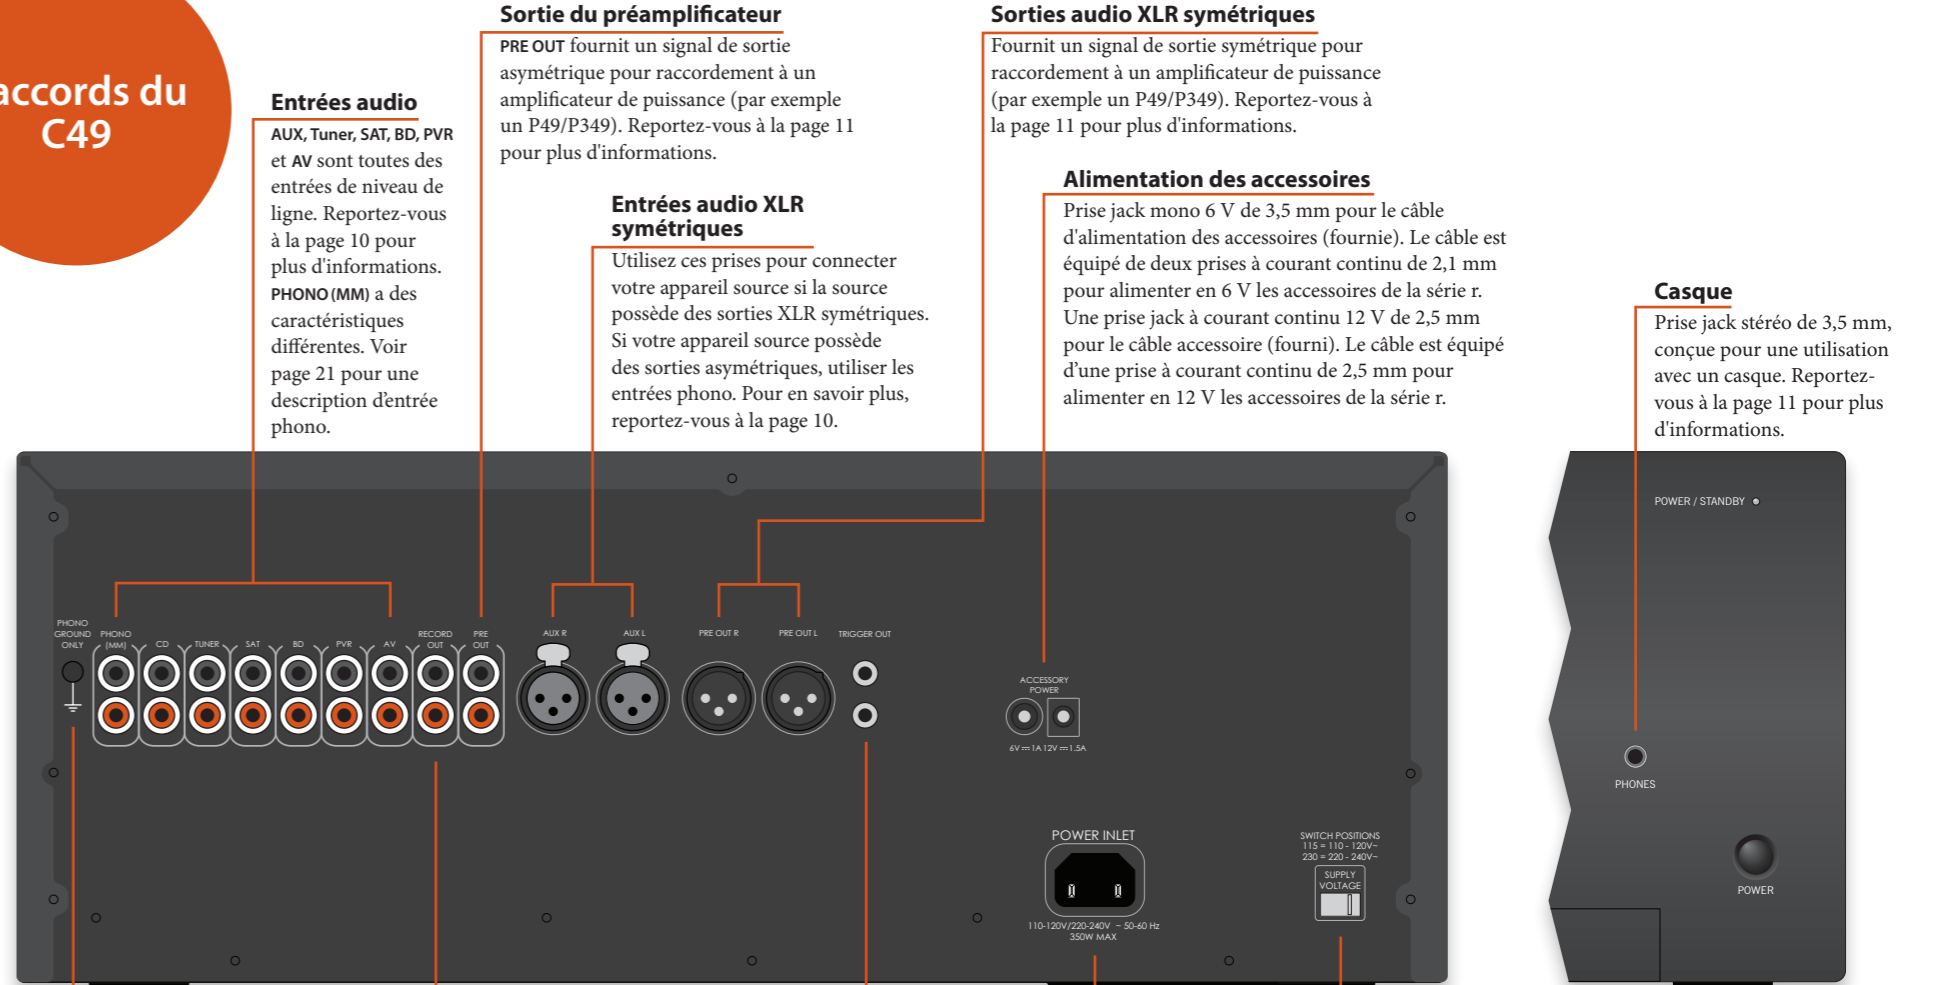 accords du
C49
Entrées audio
AUX, Tuner, SAT, BD, PVR
et AV sont toutes des
entrées de niveau de
ligne. Reportez-vous
à la page 10 pour
plus d'informations.
PHONO (MM) a des
caractéristiques
différentes. Voir
page 21 pour une
description d’entrée
phono.
Sortie du préamplificateur
PRE OUT fournit un signal de sortie
asymétrique pour raccordement à un
amplificateur de puissance (par exemple
un P49/P349). Reportez-vous à la page 11
pour plus d'informations.
Entrées audio XLR
symétriques
Utilisez ces prises pour connecter
votre appareil source si la source
possède des sorties XLR symétriques.
Si votre appareil source possède
des sorties asymétriques, utiliser les
entrées phono. Pour en savoir plus,
reportez-vous à la page 10.
Sorties audio XLR symétriques
Fournit un signal de sortie symétrique pour
raccordement à un amplificateur de puissance
(par exemple un P49/P349). Reportez-vous à
la page 11 pour plus d'informations.
Alimentation des accessoires
Prise jack mono 6 V de 3,5 mm pour le câble
d'alimentation des accessoires (fournie). Le câble est
équipé de deux prises à courant continu de 2,1 mm
pour alimenter en 6 V les accessoires de la série r.
Une prise jack à courant continu 12 V de 2,5 mm
pour le câble accessoire (fourni). Le câble est équipé
d’une prise à courant continu de 2,5 mm pour
alimenter en 12 V les accessoires de la série r.
Casque
Prise jack stéréo de 3,5 mm,
conçue pour une utilisation
avec un casque. Reportez-
vous à la page 11 pour plus
d'informations.
PHONO
GROUND
ONLY
PHONO
(MM)
CD
TUNER
SAT
BD
PVR
AV
RECORD
OUT
PRE
OUT
AUX R
AUX L
PRE OUT R
PRE OUT L
TRIGGER OUT
ACCESSORY
POWER
6V ⎓ 1A 12V ⎓ 1.5A
POWER INLET
110-120V/220-240V ~ 50-60 Hz
350W MAX
SWITCH POSITIONS
115 = 110 - 120V~
230 = 220 - 240V~
SUPPLY
VOLTAGE
POWER / STANDBY
PHONES
POWER